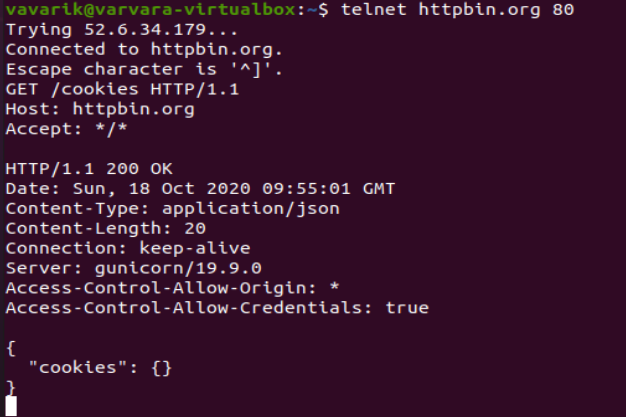 vavarik@varvara-virtualbox:~$ telnet httpbin.org 80
Trying 52.6.34.179...
Connected to httpbin.org.
Escape character is '^]'.
GET /cookies HTTP/1.1
Host: httpbin.org
Accept: */*

HTTP/1.1 200 OK
Date: Sun, 18 Oct 2020 09:55:01 GMT
Content-Type: application/json
Content-Length: 20
Connection: keep-alive
Server: gunicorn/19.9.0
Access-Control-Allow-Origin: *
Access-Control-Allow-Credentials: true

{
  "cookies": {}
}